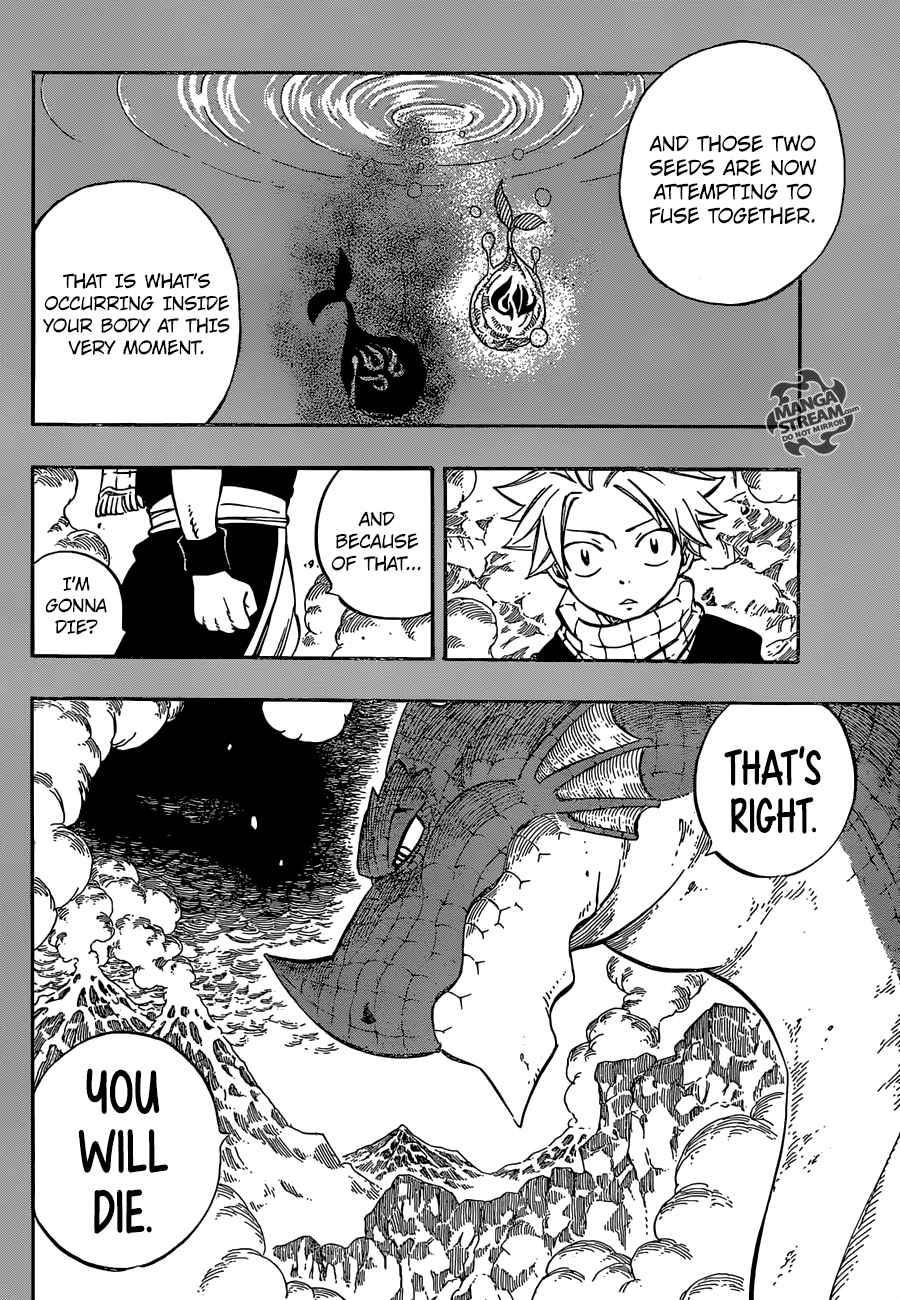 AND THOSE TWO
SEEDS ARE NOW
ATTEMPTING TO
FUSE TOGETHER.
THAT IS WHAT'S
OCCURRING INSIDE
YOUR BODY AT THIS
VERY MOMENT.
MANGA
STREAM.com
DO NOT MIRROR
AND
BECAUSE
OF THAT...
I'M
GONNA
DIE?
THAT'S
RIGHT.
YOU
WILL
DIE.